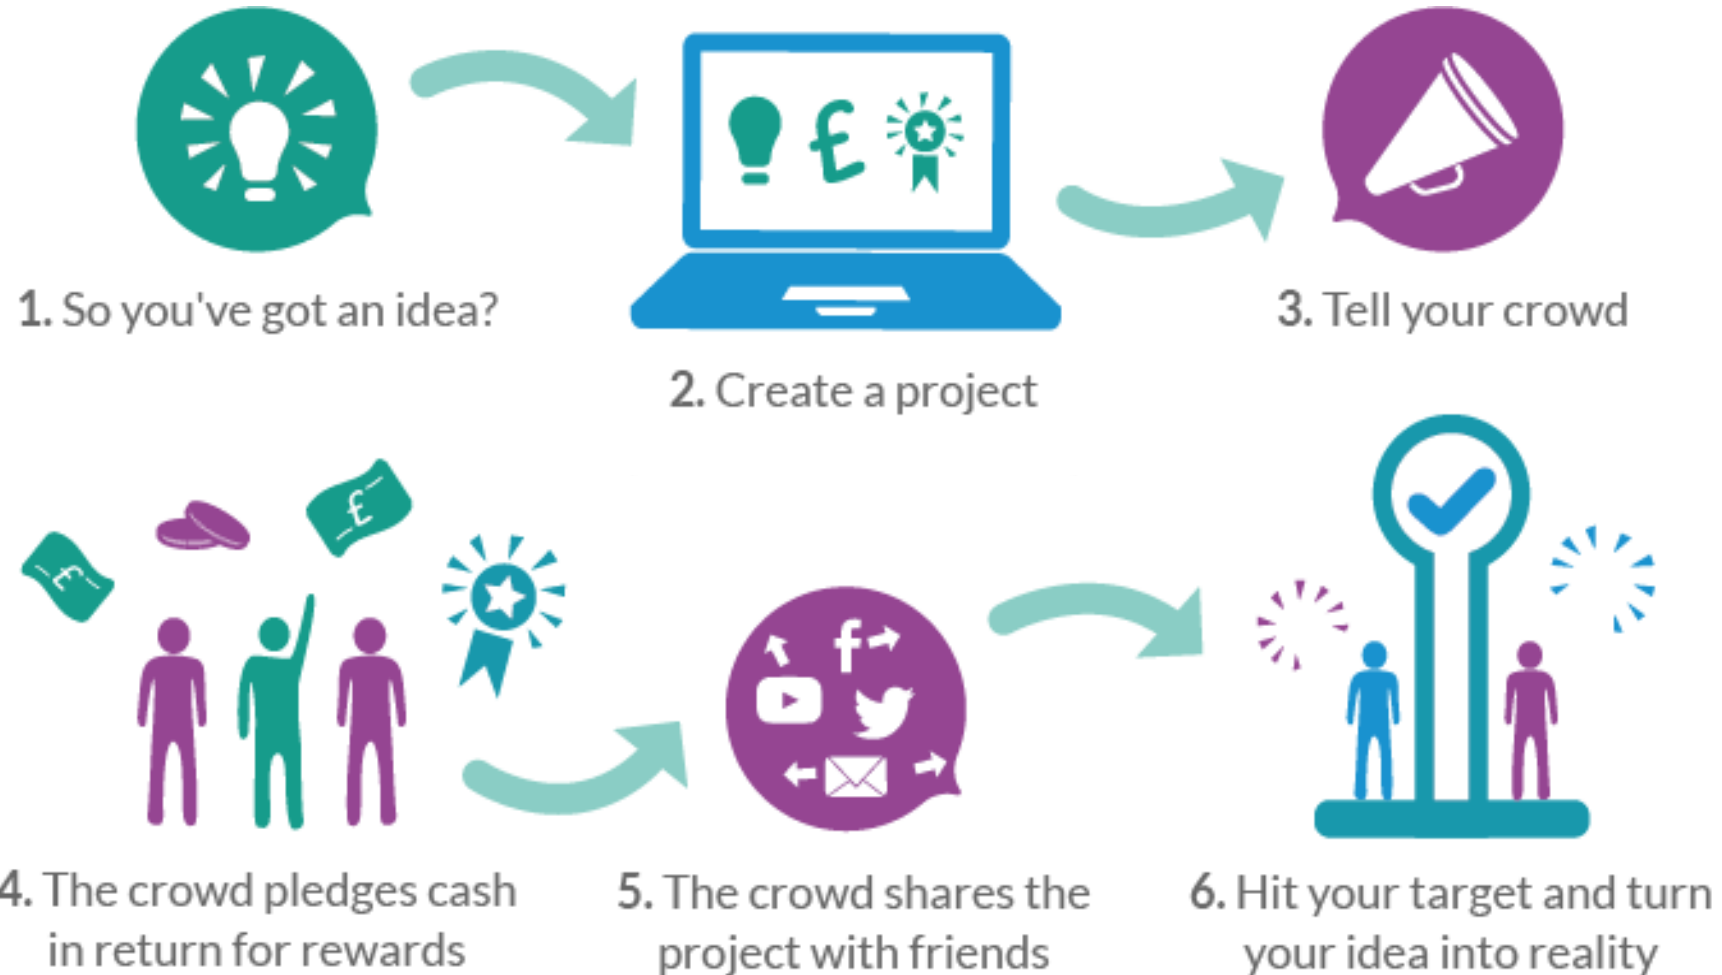 1. So you've got an idea?
£
2. Create a project
3. Tell your crowd
£
£
4. The crowd pledges cash
in return for rewards
f
5. The crowd shares the
project with friends
6. Hit your target and turn
your idea into reality